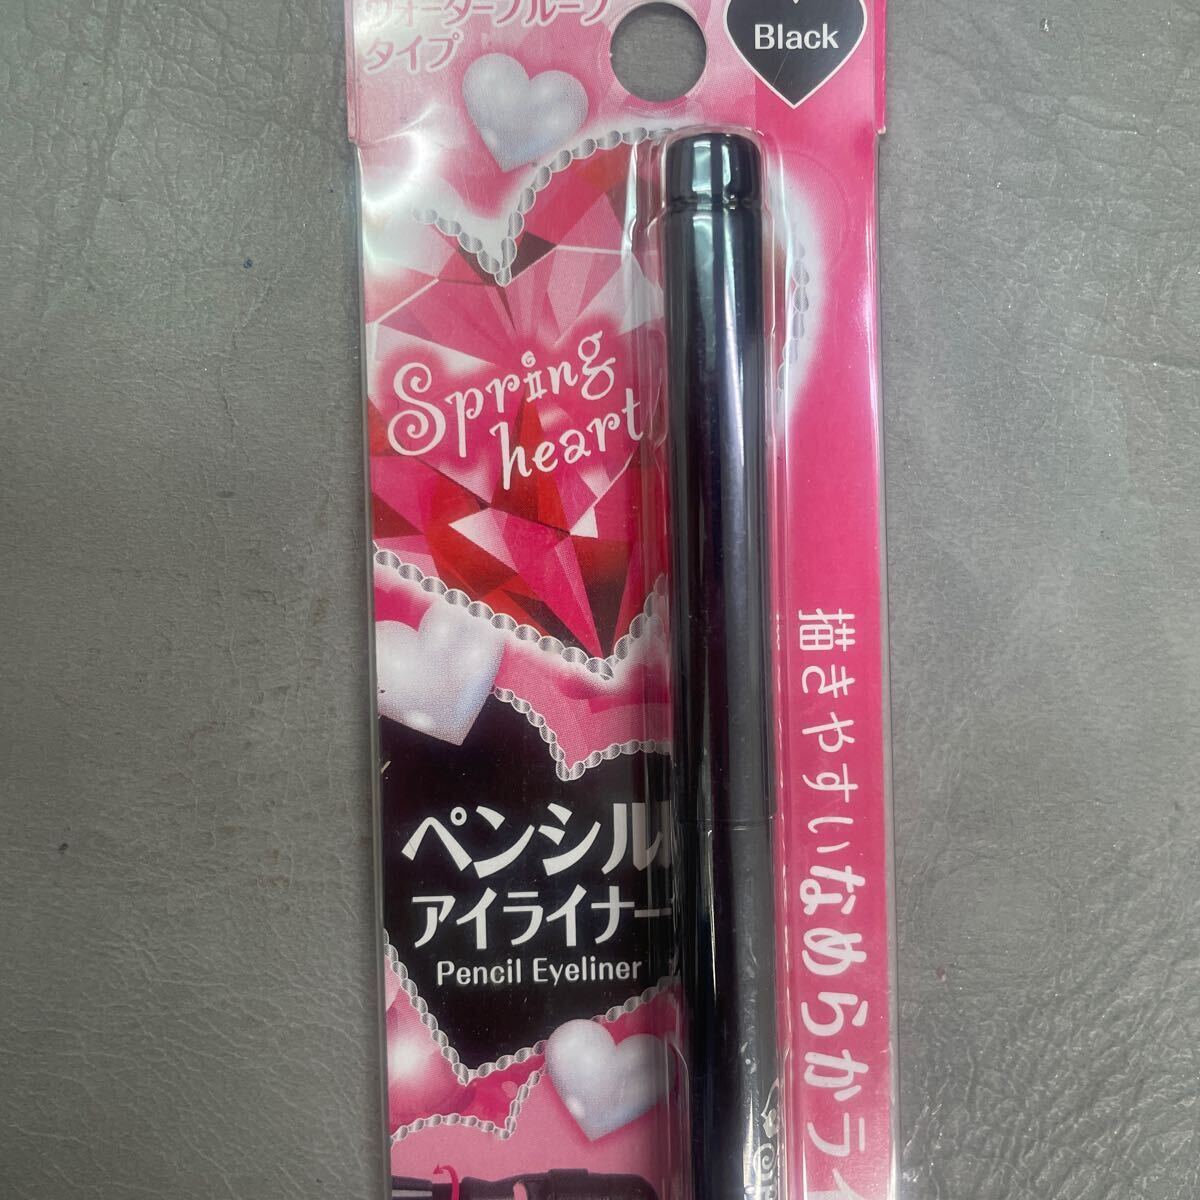 ウォータープルーフ
タイプ
Black
Spring
heart
描きやすいなめらかラ
ペンシル
アイライナー
Pencil Eyeliner